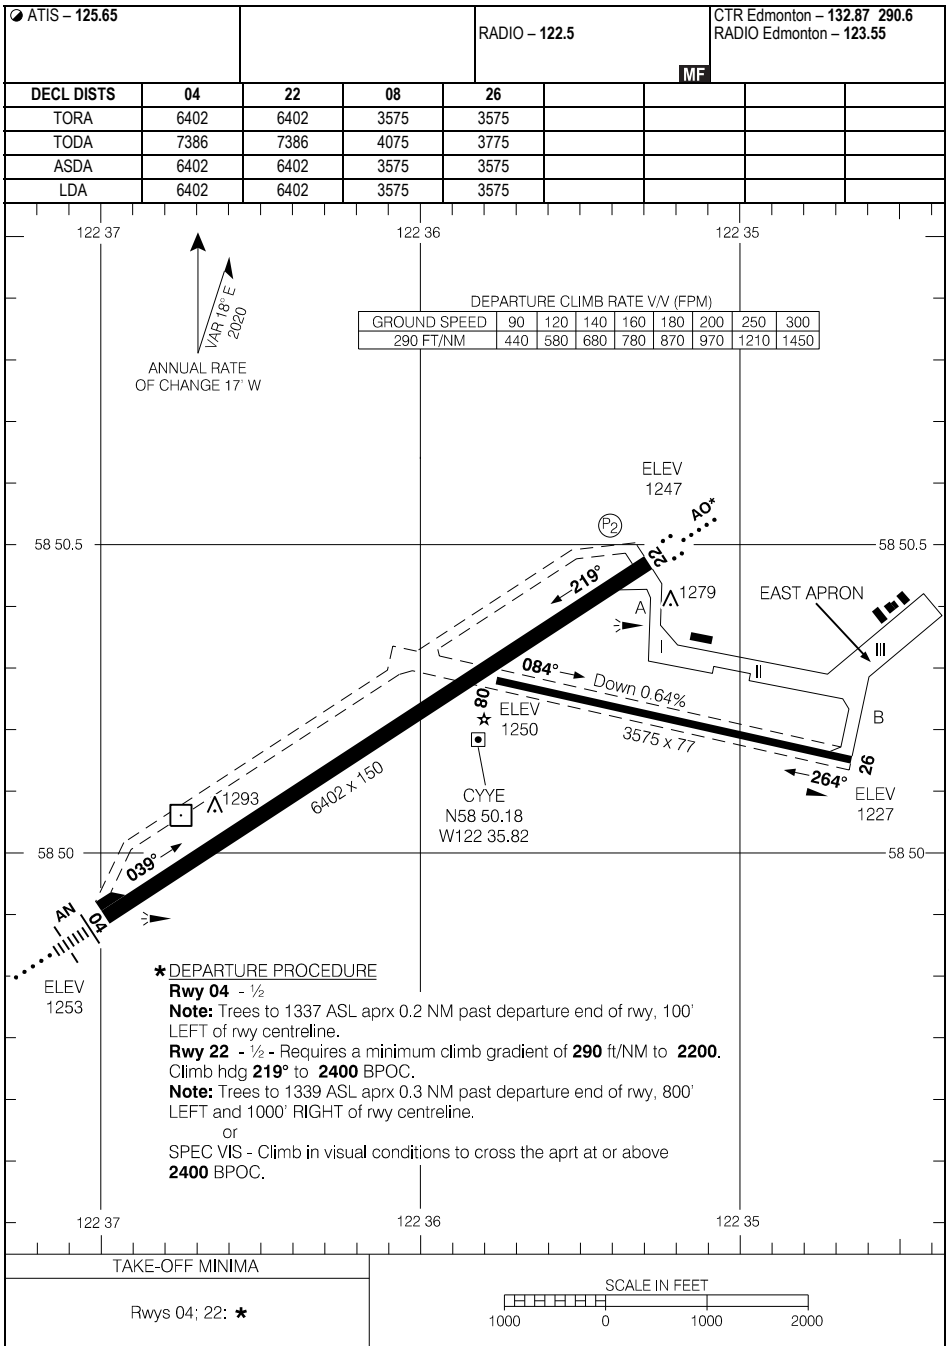 ATIS – 125.65
RADIO – 122.5
MF
CTR Edmonton – 132.87 290.6
RADIO Edmonton – 123.55
DECL DISTS 04 22 08 26
TORA 6402 6402 3575 3575
TODA 7386 7386 4075 3775
ASDA 6402 6402 3575 3575
LDA 6402 6402 3575 3575
122 37 122 36 122 35
VAR 18° E
2020
ANNUAL RATE
OF CHANGE 17' W
DEPARTURE CLIMB RATE V/V (FPM)
GROUND SPEED 90 120 140 160 180 200 250 300
290 FT/NM 440 580 680 780 870 970 1210 1450
ELEV
1247
AO*
P2
58 50.5 58 50.5
22
219°
1279
EAST APRON
A
I
II
III
B
084°
Down 0.64%
08
ELEV
1250
3575 x 77
26
264°
ELEV
1227
CYYE
N58 50.18
W122 35.82
6402 x 150
1293
58 50 58 50
039°
AN
04
ELEV
1253
* DEPARTURE PROCEDURE
Rwy 04 - ½
Note: Trees to 1337 ASL aprx 0.2 NM past departure end of rwy, 100'
LEFT of rwy centreline.
Rwy 22 - ½ - Requires a minimum climb gradient of 290 ft/NM to 2200.
Climb hdg 219° to 2400 BPOC.
Note: Trees to 1339 ASL aprx 0.3 NM past departure end of rwy, 800'
LEFT and 1000' RIGHT of rwy centreline.
or
SPEC VIS - Climb in visual conditions to cross the aprt at or above
2400 BPOC.
122 37 122 36 122 35
TAKE-OFF MINIMA
Rwys 04; 22: *
SCALE IN FEET
1000 0 1000 2000